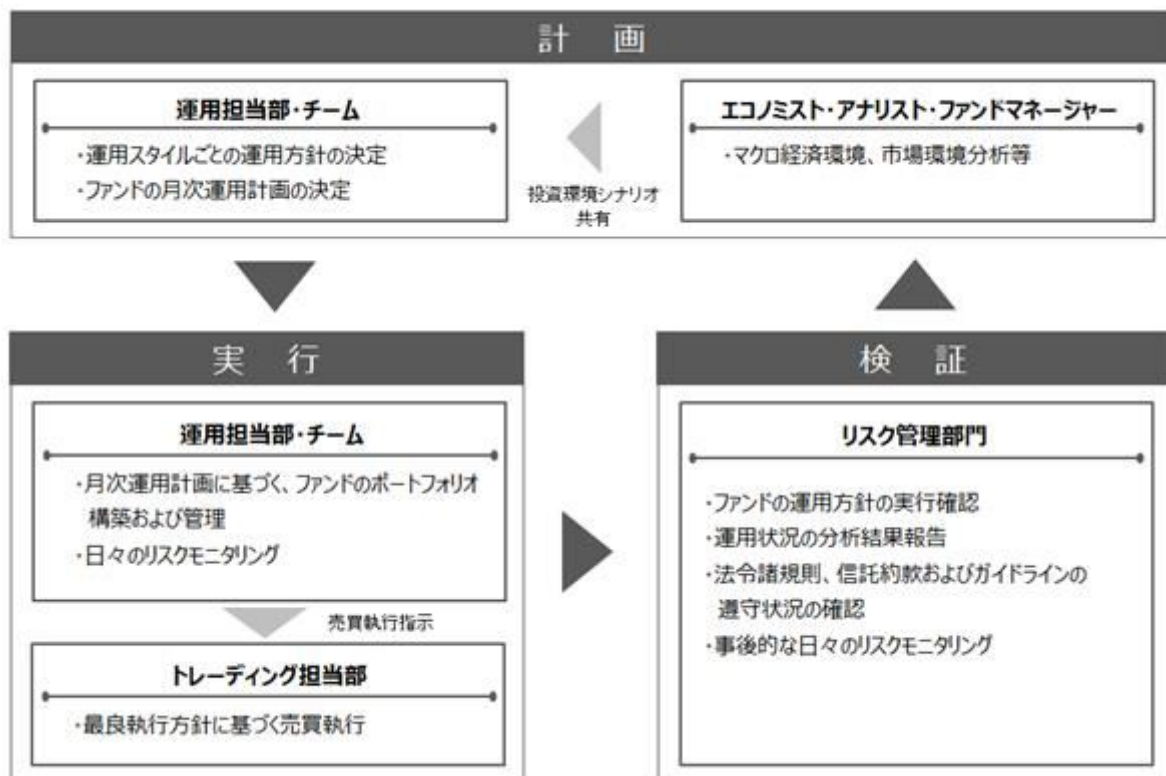 計 画
運用担当部・チーム
・運用スタイルごとの運用方針の決定
・ファンドの月次運用計画の決定
投資環境シナリオ
共有
エコノミスト・アナリスト・ファンドマネージャー
・マクロ経済環境、市場環境分析等
実 行
運用担当部・チーム
・月次運用計画に基づく、ファンドのポートフォリオ
構築および管理
・日々のリスクモニタリング
売買執行指示
トレーディング担当部
・最良執行方針に基づく売買執行
検 証
リスク管理部門
・ファンドの運用方針の実行確認
・運用状況の分析結果報告
・法令諸規則、信託約款およびガイドラインの
遵守状況の確認
・事後的な日々のリスクモニタリング